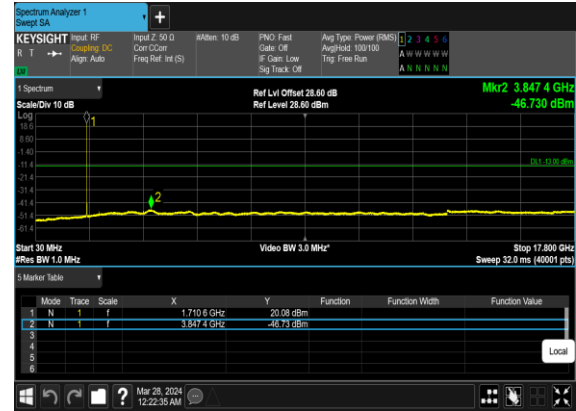 Spectrum Analyzer 1
Swept SA
+
KEYSIGHT Input: RF Input Z: 50 Ω #Atten: 10 dB PNO: Fast Avg Type: Power (RMS) 1 2 3 4 5 6
R T Coupling: DC Corr CCorr Gate: Off Avg|Hold: 100/100 A W W W W W
Align: Auto Freq Ref: Int (S) IF Gain: Low Trig: Free Run
Sig Track: Off A N N N N N
1 Spectrum Ref Lvl Offset 28.60 dB Mkr2 3.847 4 GHz
Scale/Div 10 dB Ref Level 28.60 dBm -46.730 dBm
Log
18.6
8.60
-1.40
-11.4
-21.4
-31.4
-41.4
-51.4
-61.4
1
2
DL1 -13.00 dBm
Start 30 MHz Video BW 3.0 MHz* Stop 17.800 GHz
#Res BW 1.0 MHz Sweep 32.0 ms (40001 pts)
5 Marker Table
Mode Trace Scale X Y Function Function Width Function Value
1 N 1 f 1.710 6 GHz 20.08 dBm
2 N 1 f 3.847 4 GHz -46.73 dBm
3
4
5
6
Local
? Mar 28, 2024
12:22:35 AM